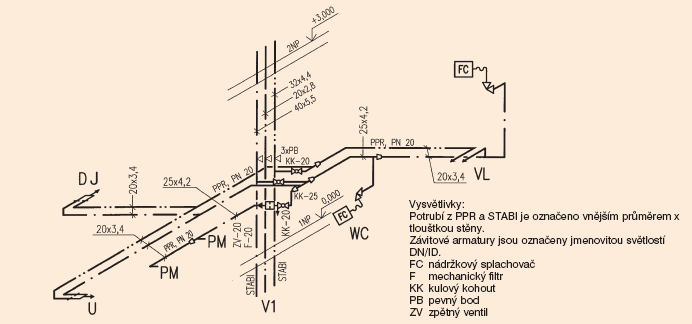 +3,000
2NP
FC
32x4,4
20x2,8
40x5,5
25x4,2
3xPB
PPR, PN 20
KK-20
DJ
25x4,2
PPR, PN 20
VL
20x3,4
20x3,4
KK-25
0,000
1NP
FC
WC
20x3,4
PPR, PN 20
PM
PM
ZV-20
F-20
KK-20
STABI
STABI
U
V1
Vysvětlivky:
Potrubí z PPR a STABI je označeno vnějším průměrem x
tlouštkou stěny.
Závitové armatury jsou označeny jmenovitou světlostí
DN/ID.
FC nádržkový splachovač
F mechanický filtr
KK kulový kohout
PB pevný bod
ZV zpětný ventil